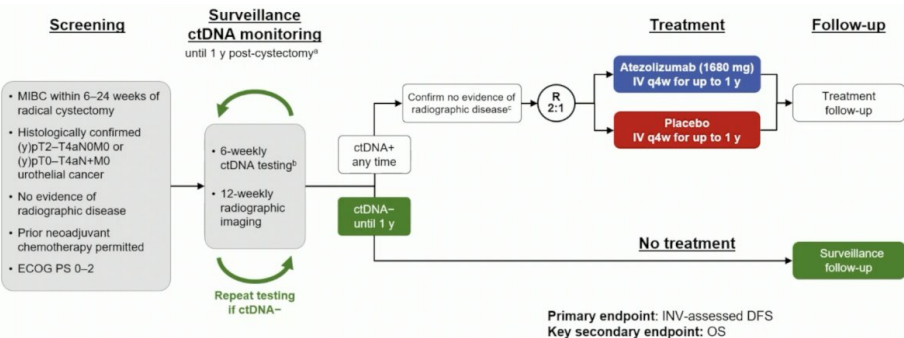 Screening
Surveillance
ctDNA monitoring
until 1 y post-cystectomyᵃ
Treatment
Follow-up
• MIBC within 6–24 weeks of
radical cystectomy
• Histologically confirmed
(y)pT2–T4aN0M0 or
(y)pT0–T4aN+M0
urothelial cancer
• No evidence of
radiographic disease
• Prior neoadjuvant
chemotherapy permitted
• ECOG PS 0–2
• 6-weekly
ctDNA testingᵇ
• 12-weekly
radiographic
imaging
Repeat testing
if ctDNA−
ctDNA+
any time
ctDNA−
until 1 y
Confirm no evidence of
radiographic diseaseᶜ
R
2:1
Atezolizumab (1680 mg)
IV q4w for up to 1 y
Placebo
IV q4w for up to 1 y
Treatment
follow-up
No treatment
Surveillance
follow-up
Primary endpoint: INV-assessed DFS
Key secondary endpoint: OS